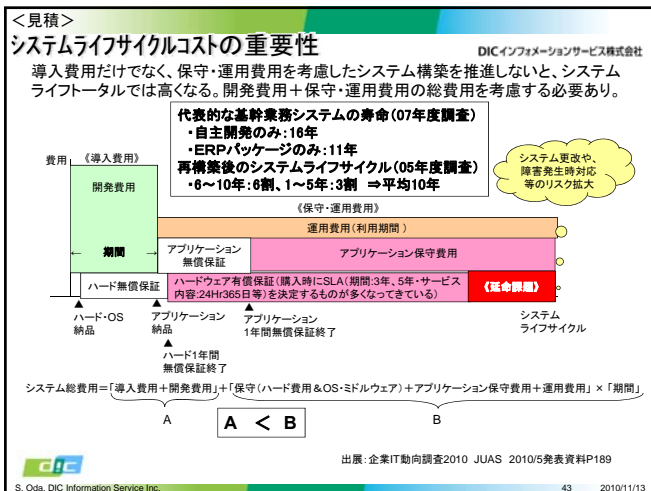 ＜見積＞
システムライフサイクルコストの重要性
DICインフォメーションサービス株式会社
導入費用だけでなく、保守・運用費用を考慮したシステム構築を推進しないと、システム
ライフトータルでは高くなる。開発費用＋保守・運用費用の総費用を考慮する必要あり。
代表的な基幹業務システムの寿命（07年度調査）
・自主開発のみ：16年
・ERPパッケージのみ：11年
再構築後のシステムライフサイクル（05年度調査）
・6～10年：6割、1～5年：3割 ⇒平均10年
システム更改や、
障害発生時対応
等のリスク拡大
費用
《導入費用》
開発費用
《保守・運用費用》
運用費用（利用期間）
← 期間 →
アプリケーション
無償保証
アプリケーション保守費用
ハード無償保証
ハードウェア有償保証（購入時にSLA（期間：3年、5年・サービス
内容：24Hr365日等）を決定するものが多くなってきている）
《延命課題》
▲
ハード・OS
納品
▲
アプリケーション
納品
▲
ハード1年間
無償保証終了
▲
アプリケーション
1年間無償保証終了
システム
ライフサイクル
システム総費用＝「導入費用＋開発費用」＋「保守（ハード費用＆OS・ミドルウェア）＋アプリケーション保守費用＋運用費用」×「期間」
A
A ＜ B
B
出展：企業IT動向調査2010 JUAS 2010/5発表資料P189
dic
S. Oda, DIC Information Service Inc.
43
2010/11/13